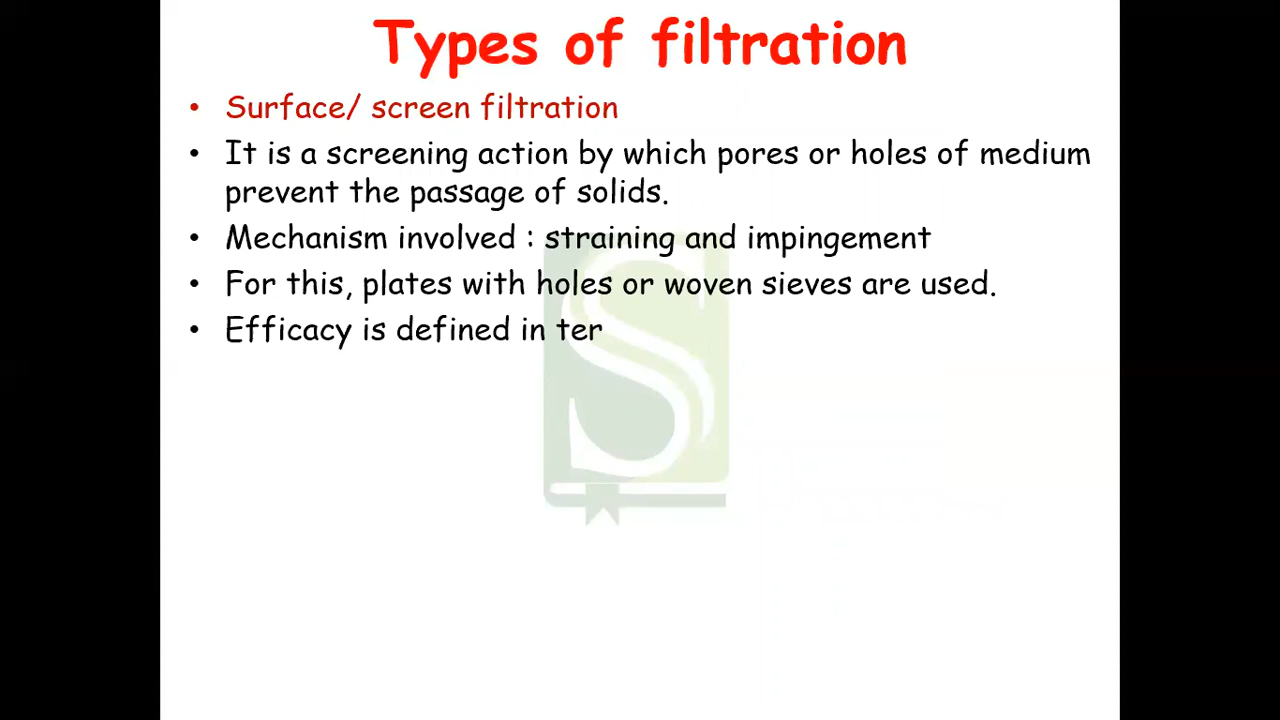 Types of filtration
• Surface/ screen filtration
• It is a screening action by which pores or holes of medium
prevent the passage of solids.
• Mechanism involved : straining and impingement
• For this, plates with holes or woven sieves are used.
• Efficacy is defined in ter
S